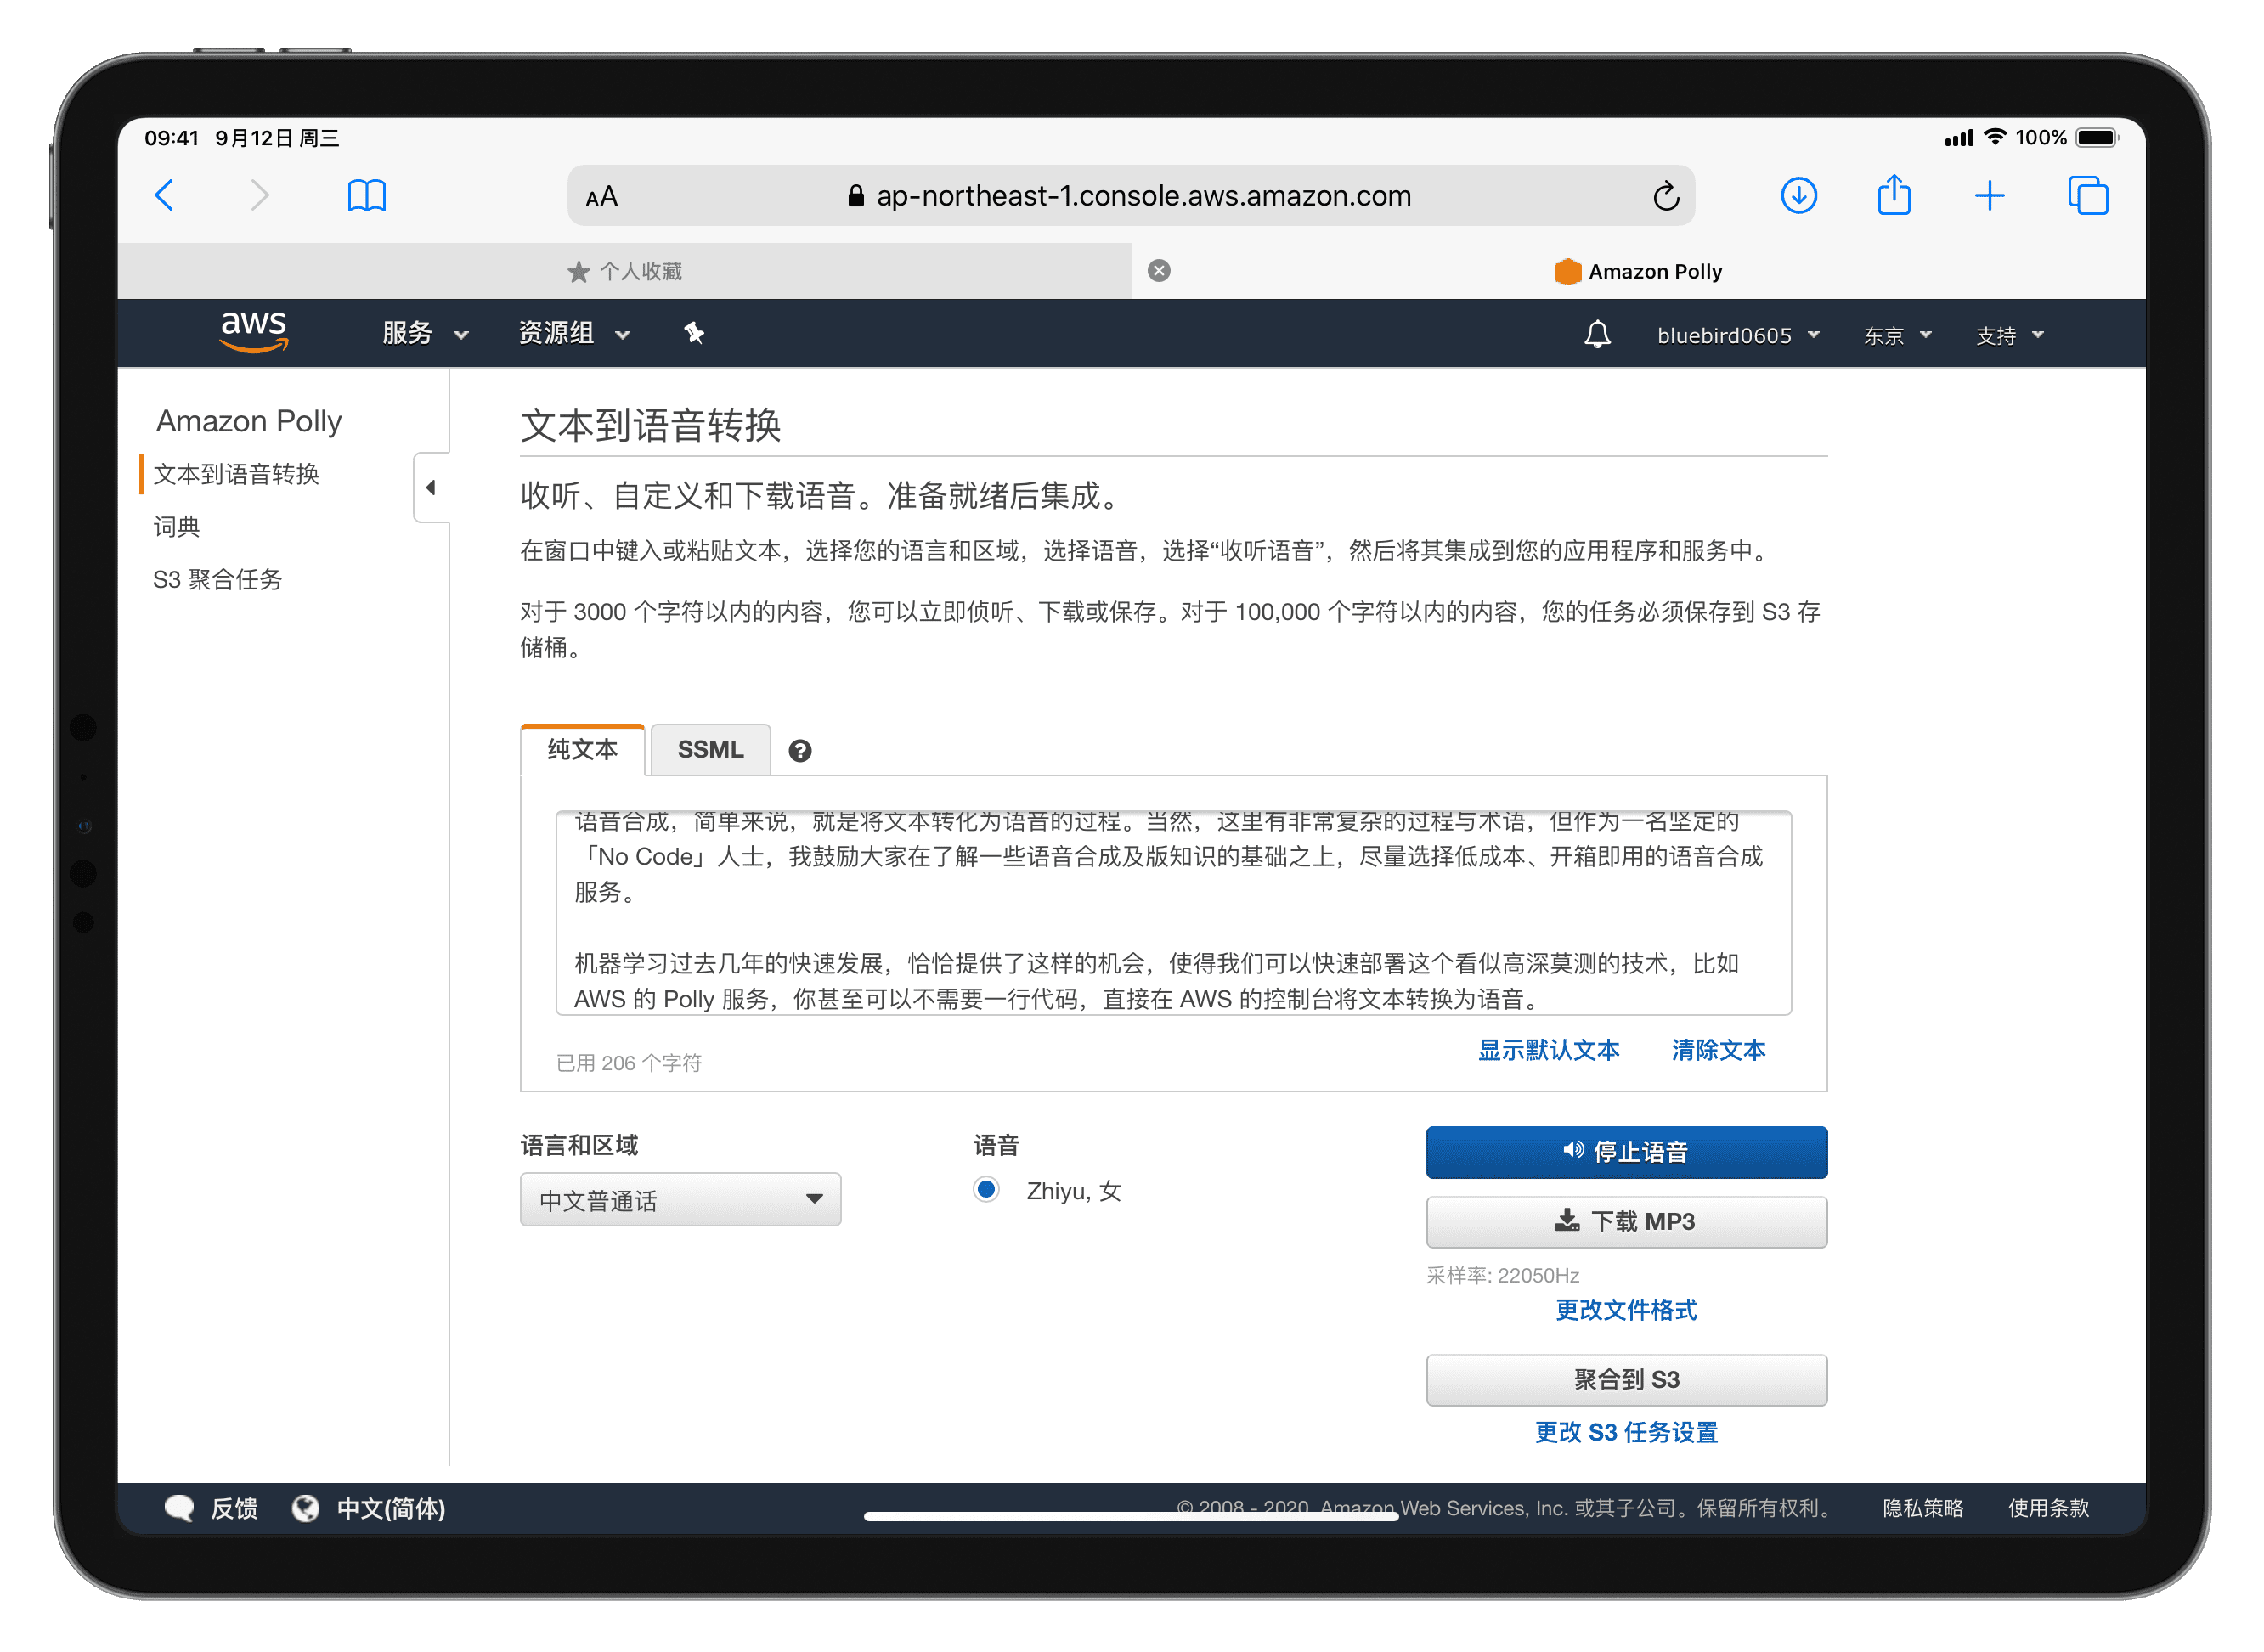 09:41 9月12日 周三
100%
AA ap-northeast-1.console.aws.amazon.com
个人收藏
Amazon Polly
aws 服务 资源组 bluebird0605 东京 支持
Amazon Polly
文本到语音转换
词典
S3 聚合任务
文本到语音转换
收听、自定义和下载语音。准备就绪后集成。
在窗口中键入或粘贴文本，选择您的语言和区域，选择语音，选择“收听语音”，然后将其集成到您的应用程序和服务中。
对于 3000 个字符以内的内容，您可以立即侦听、下载或保存。对于 100,000 个字符以内的内容，您的任务必须保存到 S3 存
储桶。
纯文本 SSML
语音合成，简单来说，就是将文本转化为语音的过程。当然，这里有非常复杂的过程与术语，但作为一名坚定的
「No Code」人士，我鼓励大家在了解一些语音合成及版知识的基础之上，尽量选择低成本、开箱即用的语音合成
服务。
机器学习过去几年的快速发展，恰恰提供了这样的机会，使得我们可以快速部署这个看似高深莫测的技术，比如
AWS 的 Polly 服务，你甚至可以不需要一行代码，直接在 AWS 的控制台将文本转换为语音。
已用 206 个字符
显示默认文本 清除文本
语言和区域
中文普通话
语音
Zhiyu, 女
停止语音
下载 MP3
采样率: 22050Hz
更改文件格式
聚合到 S3
更改 S3 任务设置
反馈 中文(简体) © 2008 - 2020, Amazon Web Services, Inc. 或其子公司。保留所有权利。 隐私策略 使用条款